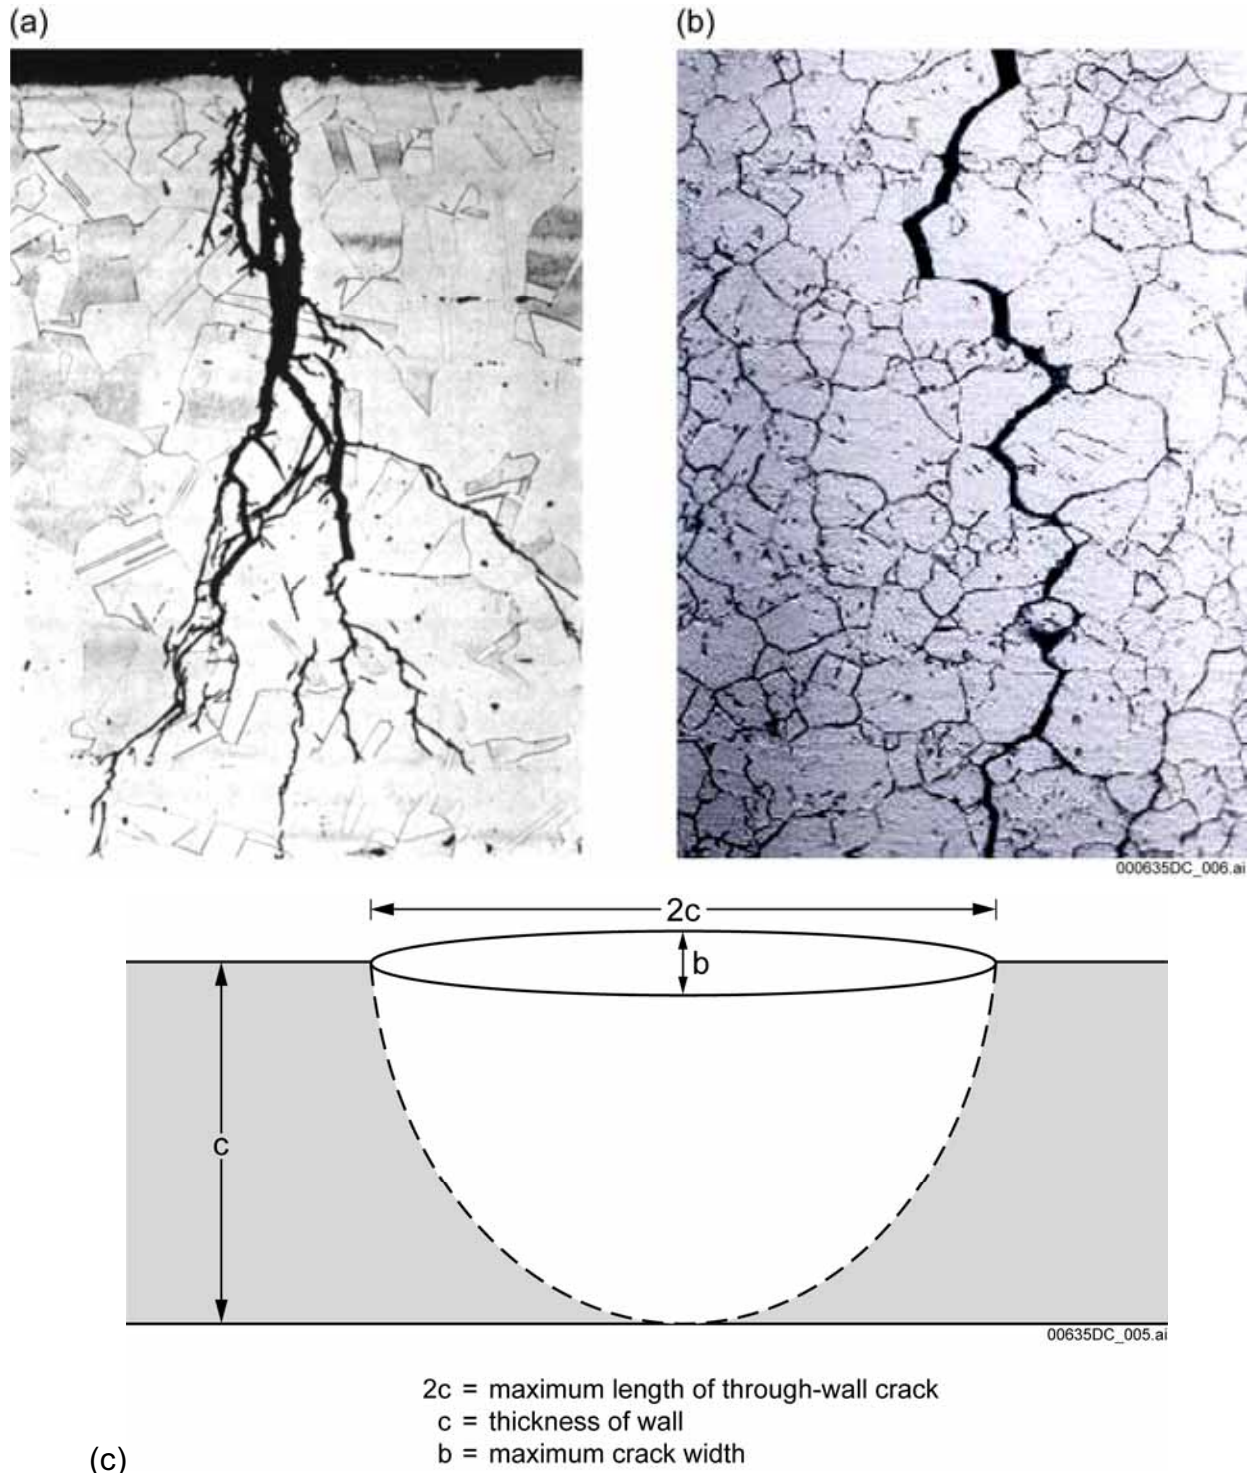 (a)
(b)
000635DC_006.ai
2c
b
c
00635DC_005.ai
2c = maximum length of through-wall crack
c = thickness of wall
b = maximum crack width
(c)